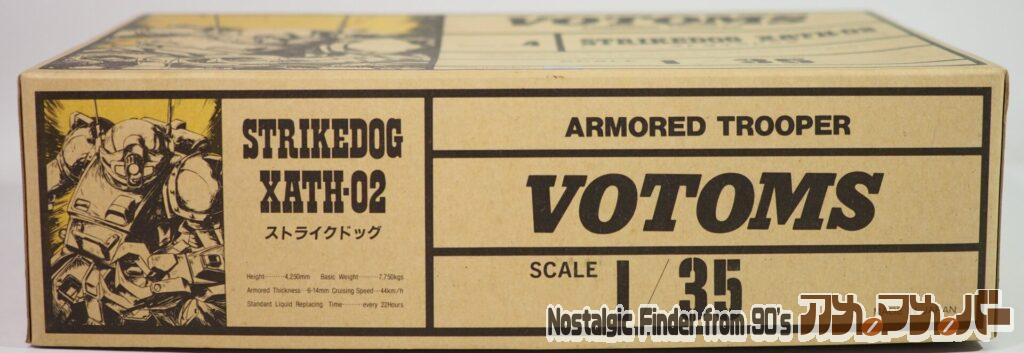 VOTOMS
4 STRIKEDOG XATH-02
1 35
STRIKEDOG
XATH-02
ストライクドッグ
Height 4,250mm Basic Weight 7,750kgs
Armored Thickness 6-14mm Cruising Speed 44km/h
Standard Liquid Replacing Time every 22Hours
ARMORED TROOPER
VOTOMS
SCALE 1/35
Nostalgic Finder from 90's